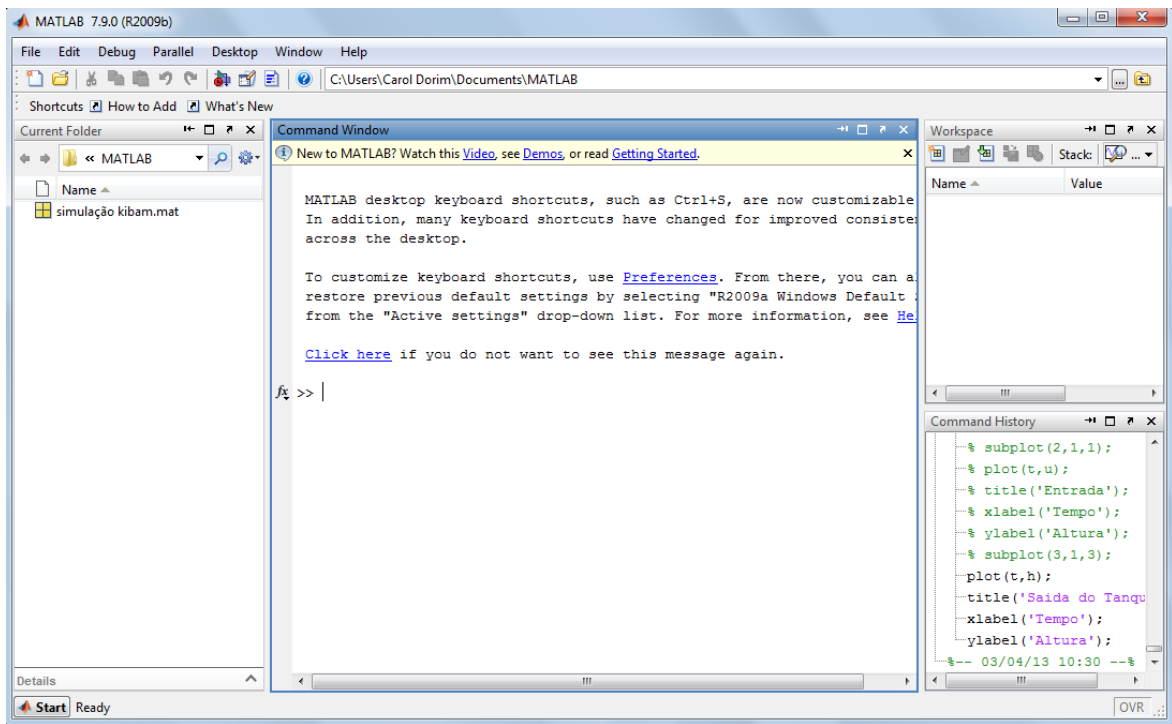 MATLAB 7.9.0 (R2009b)
File Edit Debug Parallel Desktop Window Help
C:\Users\Carol Dorim\Documents\MATLAB
Shortcuts How to Add What's New
Current Folder
« MATLAB
Name
simulação kibam.mat
Details
Command Window
New to MATLAB? Watch this Video, see Demos, or read Getting Started.
MATLAB desktop keyboard shortcuts, such as Ctrl+S, are now customizable
In addition, many keyboard shortcuts have changed for improved consiste
across the desktop.
To customize keyboard shortcuts, use Preferences. From there, you can a
restore previous default settings by selecting "R2009a Windows Default
from the "Active settings" drop-down list. For more information, see He
Click here if you do not want to see this message again.
fx >>
Workspace
Stack: ...
Name Value
Command History
% subplot(2,1,1);
% plot(t,u);
% title('Entrada');
% xlabel('Tempo');
% ylabel('Altura');
% subplot(3,1,3);
plot(t,h);
title('Saida do Tanqu
xlabel('Tempo');
ylabel('Altura');
%-- 03/04/13 10:30 --%
Start Ready
OVR